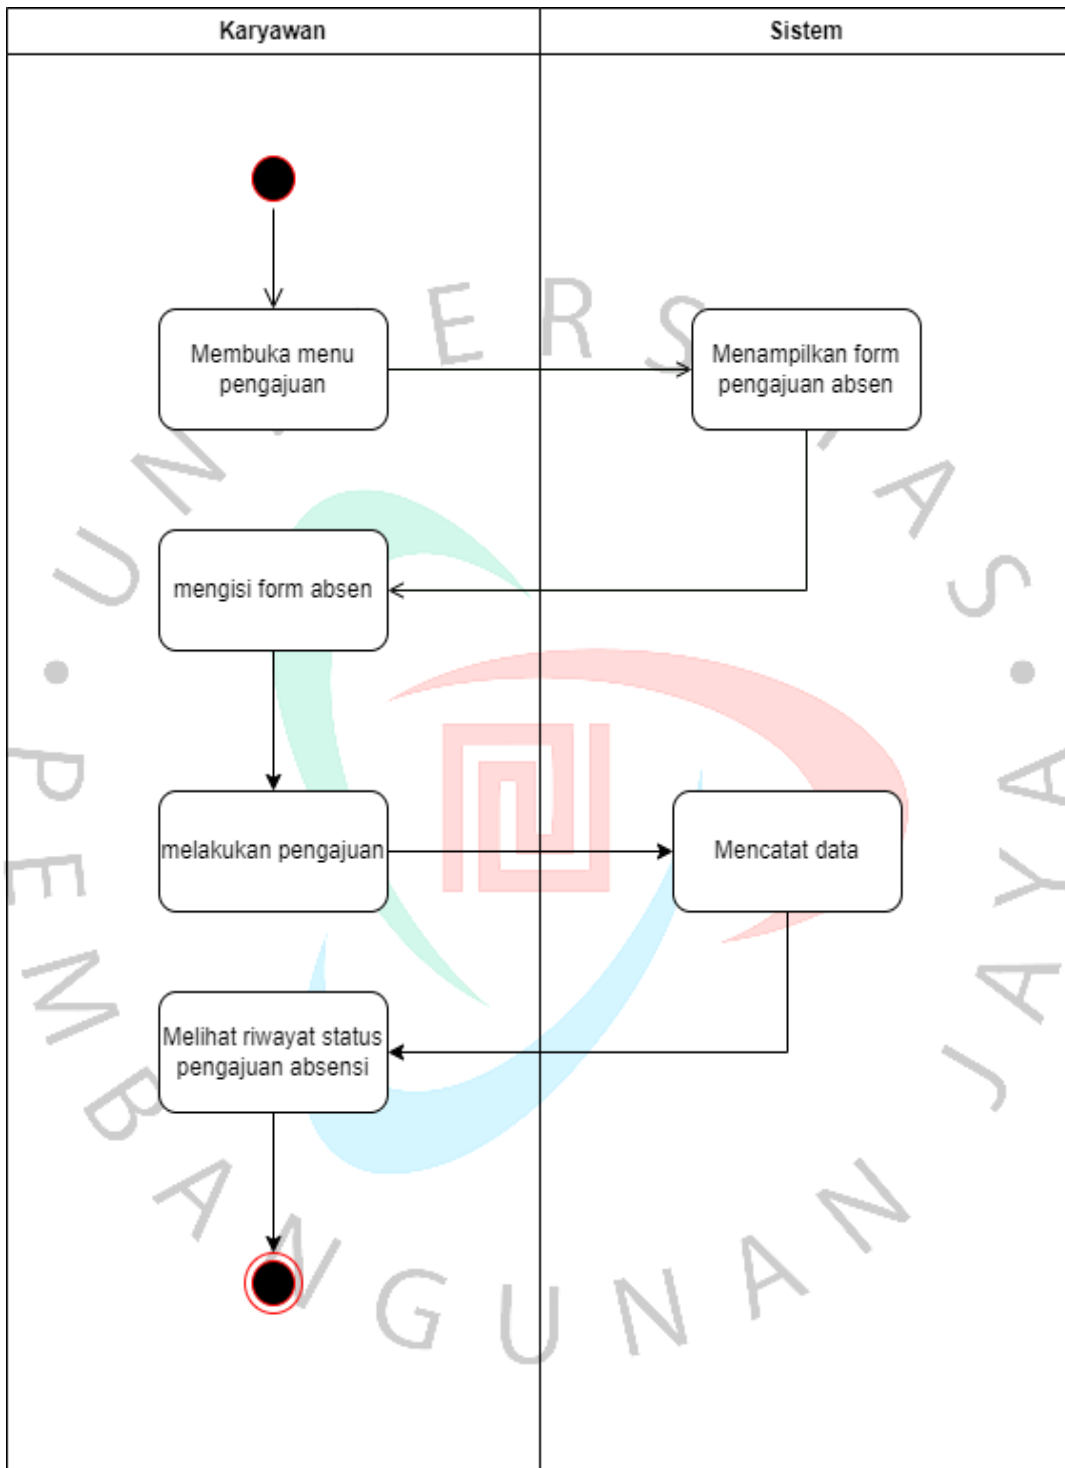 Karyawan
Sistem
Membuka menu
pengajuan
Menampilkan form
pengajuan absen
mengisi form absen
melakukan pengajuan
Mencatat data
Melihat riwayat status
pengajuan absensi
UNIVERSITAS
PEMBANGUNAN JAYA